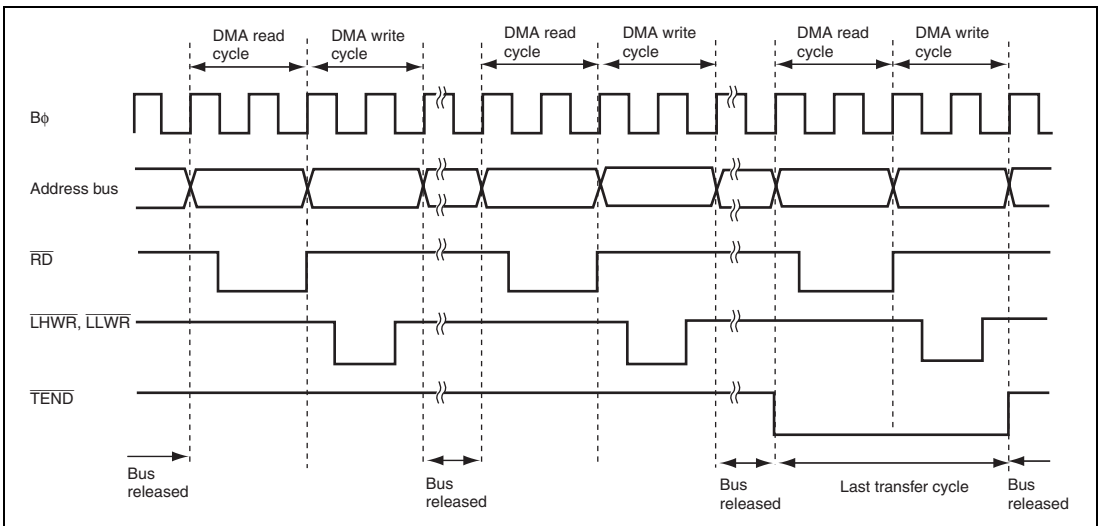 DMA read
cycle
DMA write
cycle
DMA read
cycle
DMA write
cycle
DMA read
cycle
DMA write
cycle
Bϕ
Address bus
RD
LHWR, LLWR
TEND
Bus
released
Bus
released
Bus
released
Last transfer cycle
Bus
released